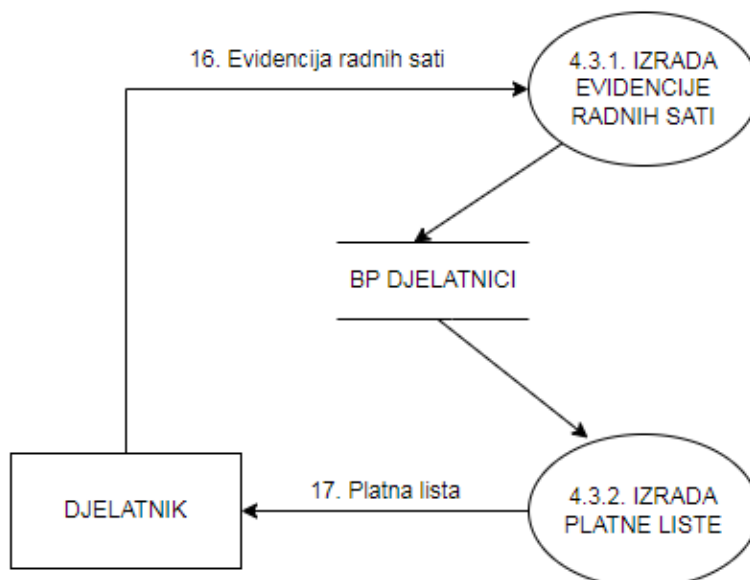 16. Evidencija radnih sati
4.3.1. IZRADA
EVIDENCIJE
RADNIH SATI
BP DJELATNICI
DJELATNIK
17. Platna lista
4.3.2. IZRADA
PLATNE LISTE